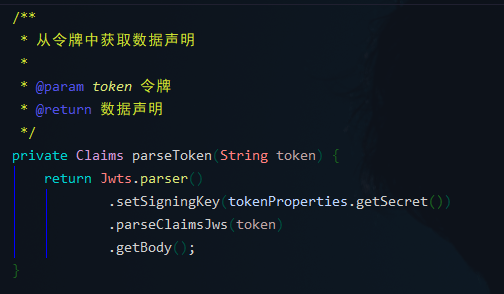 /**
 * 从令牌中获取数据声明
 *
 * @param token 令牌
 * @return 数据声明
 */
private Claims parseToken(String token) {
    return Jwts.parser()
            .setSigningKey(tokenProperties.getSecret())
            .parseClaimsJws(token)
            .getBody();
}